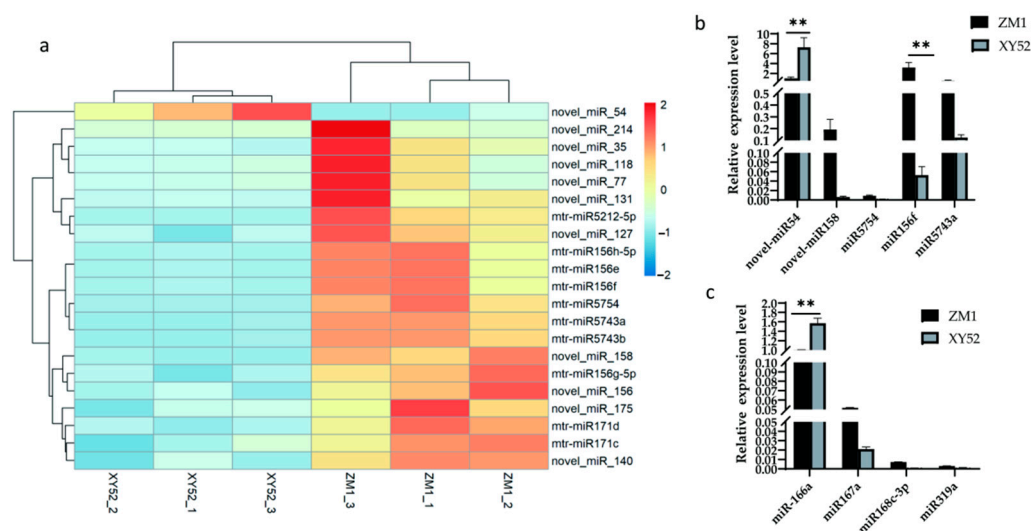 a
novel_miR_54
novel_miR_214
novel_miR_35
novel_miR_118
novel_miR_77
novel_miR_131
mtr-miR5212-5p
novel_miR_127
mtr-miR156h-5p
mtr-miR156e
mtr-miR156f
mtr-miR5754
mtr-miR5743a
mtr-miR5743b
novel_miR_158
mtr-miR156g-5p
novel_miR_156
novel_miR_175
mtr-miR171d
mtr-miR171c
novel_miR_140
XY52_2
XY52_1
XY52_3
ZM1_3
ZM1_1
ZM1_2
2
1
0
−1
−2
b
Relative expression level
10
8
6
4
2
0.5
0.4
0.3
0.2
0.1
0.10
0.08
0.06
0.04
0.02
0.00
**
**
ZM1
XY52
novel-miR54
novel-miR158
miR5754
miR156f
miR5743a
c
Relative expression level
2.0
1.8
1.6
1.4
1.2
1.0
0.10
0.09
0.08
0.07
0.06
0.05
0.05
0.04
0.03
0.02
0.01
0.00
**
ZM1
XY52
miR-166a
miR167a
miR168c-3p
miR319a